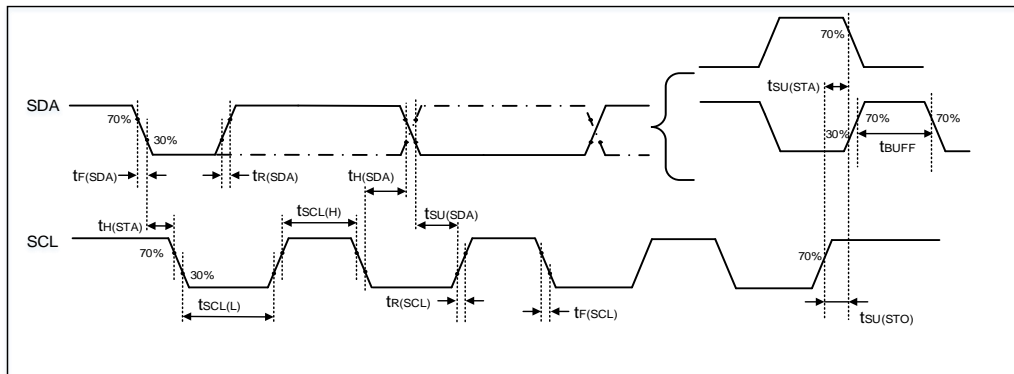 70%
tSU(STA)
SDA
70%
30%
30%
70%
70%
tBUFF
tF(SDA)
tR(SDA)
tH(SDA)
tH(STA)
tSCL(H)
tSU(SDA)
SCL
70%
30%
70%
tSCL(L)
tR(SCL)
tF(SCL)
tSU(STO)